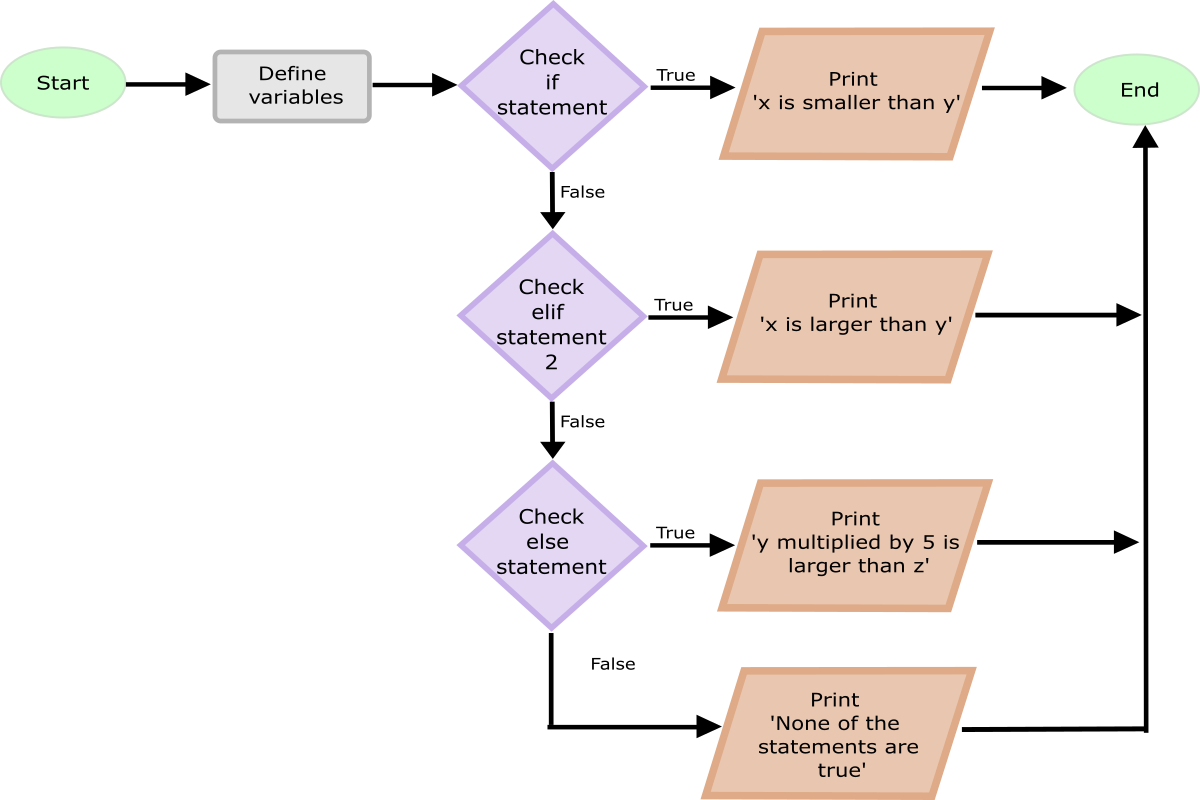 Start
Define
variables
Check
if
statement
True
Print
'x is smaller than y'
End
False
Check
elif
statement
2
True
Print
'x is larger than y'
False
Check
else
statement
True
Print
'y multiplied by 5 is
larger than z'
False
Print
'None of the
statements are
true'